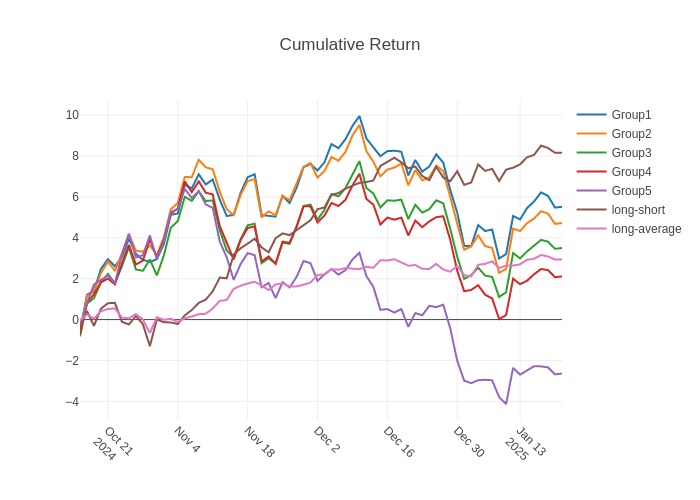 Cumulative Return
10
8
6
4
2
0
−2
−4
Oct 21
2024
Nov 4
Nov 18
Dec 2
Dec 16
Dec 30
Jan 13
2025
Group1
Group2
Group3
Group4
Group5
long-short
long-average